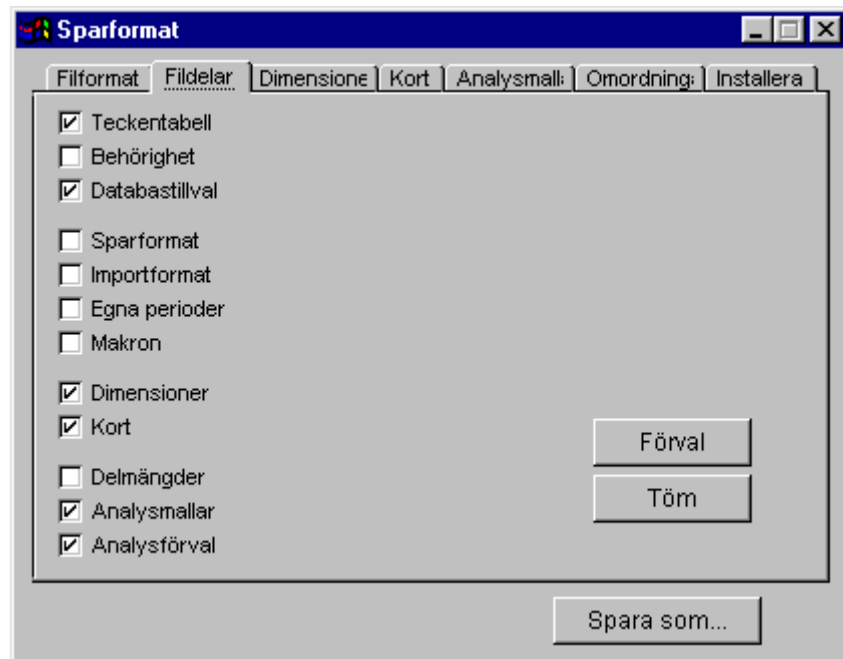 Sparformat
Filformat Fildelar Dimensione Kort Analysmall Omordning Installera
Teckentabell
Behörighet
Databastillval
Sparformat
Importformat
Egna perioder
Makron
Dimensioner
Kort
Förval
Delmängder
Töm
Analysmallar
Analysförval
Spara som...